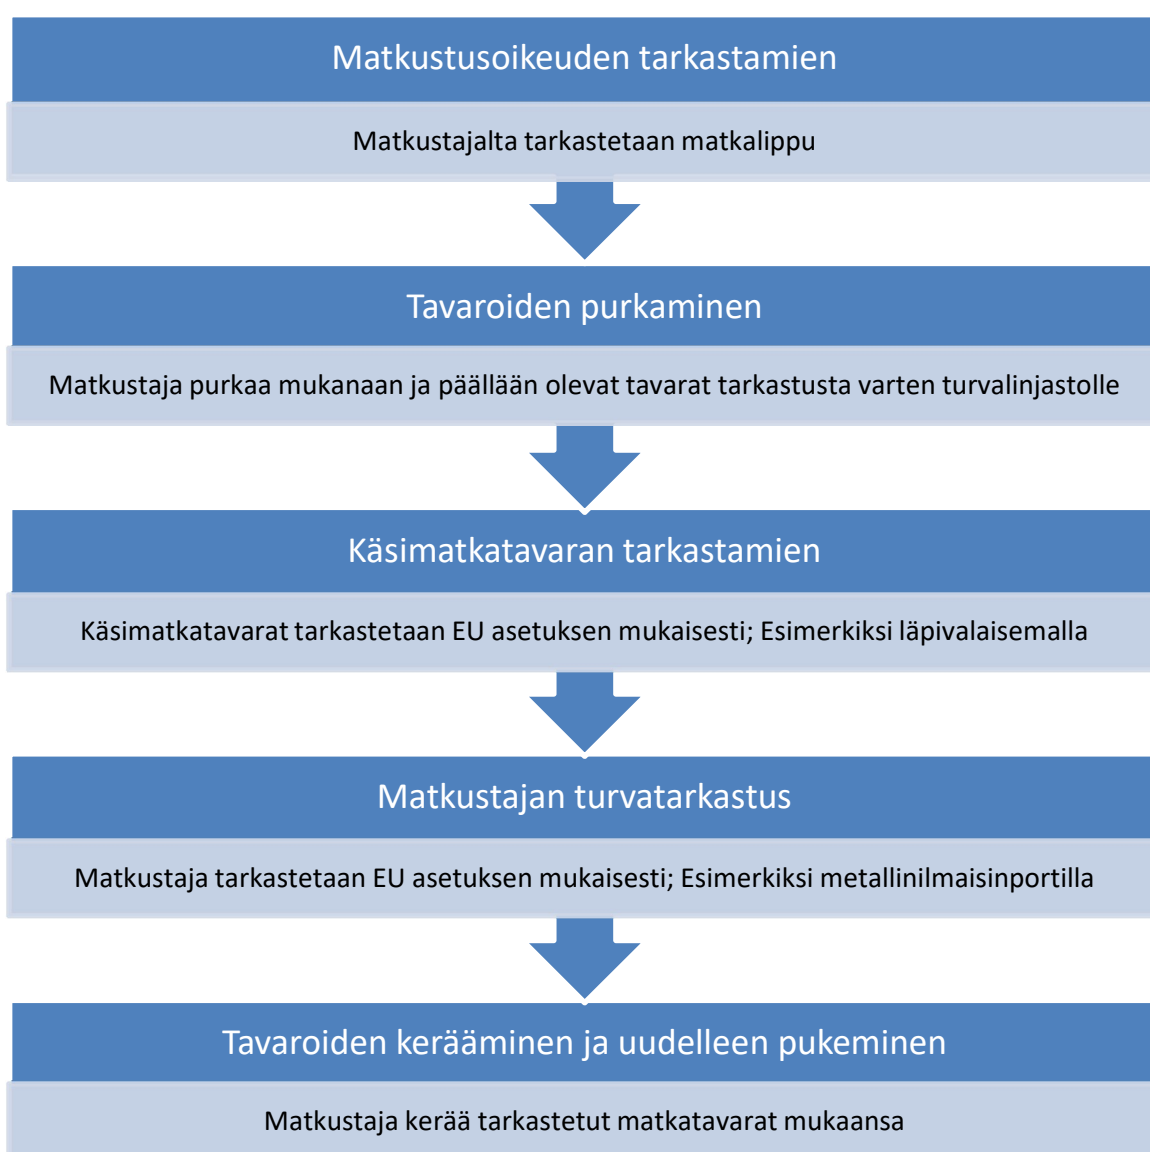 Matkustusoikeuden tarkastamien
Matkustajalta tarkastetaan matkalippu
Tavaroiden purkaminen
Matkustaja purkaa mukanaan ja päällään olevat tavarat tarkastusta varten turvalinjastolle
Käsimatkatavaran tarkastamien
Käsimatkatavarat tarkastetaan EU asetuksen mukaisesti; Esimerkiksi läpivalaisemalla
Matkustajan turvatarkastus
Matkustaja tarkastetaan EU asetuksen mukaisesti; Esimerkiksi metallinilmaisinportilla
Tavaroiden kerääminen ja uudelleen pukeminen
Matkustaja kerää tarkastetut matkatavarat mukaansa